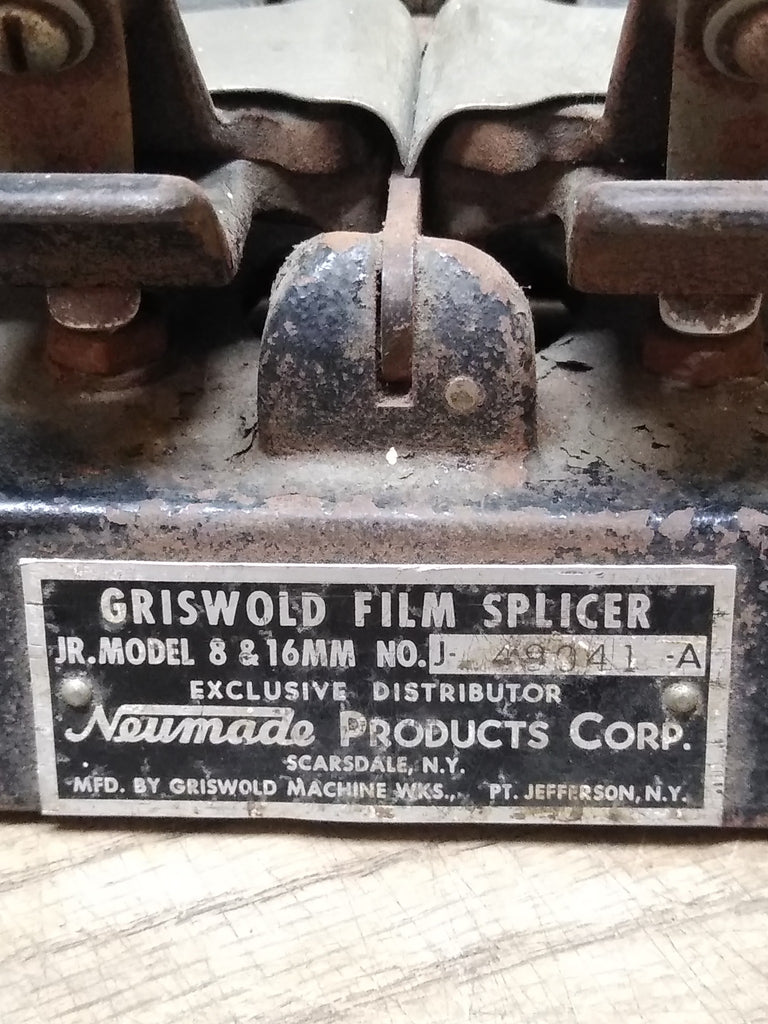 GRISWOLD FILM SPLICER
JR. MODEL 8 & 16MM NO. J- 49041 -A
EXCLUSIVE DISTRIBUTOR
Neumade PRODUCTS CORP.
SCARSDALE, N.Y.
MFD. BY GRISWOLD MACHINE WKS., PT. JEFFERSON, N.Y.